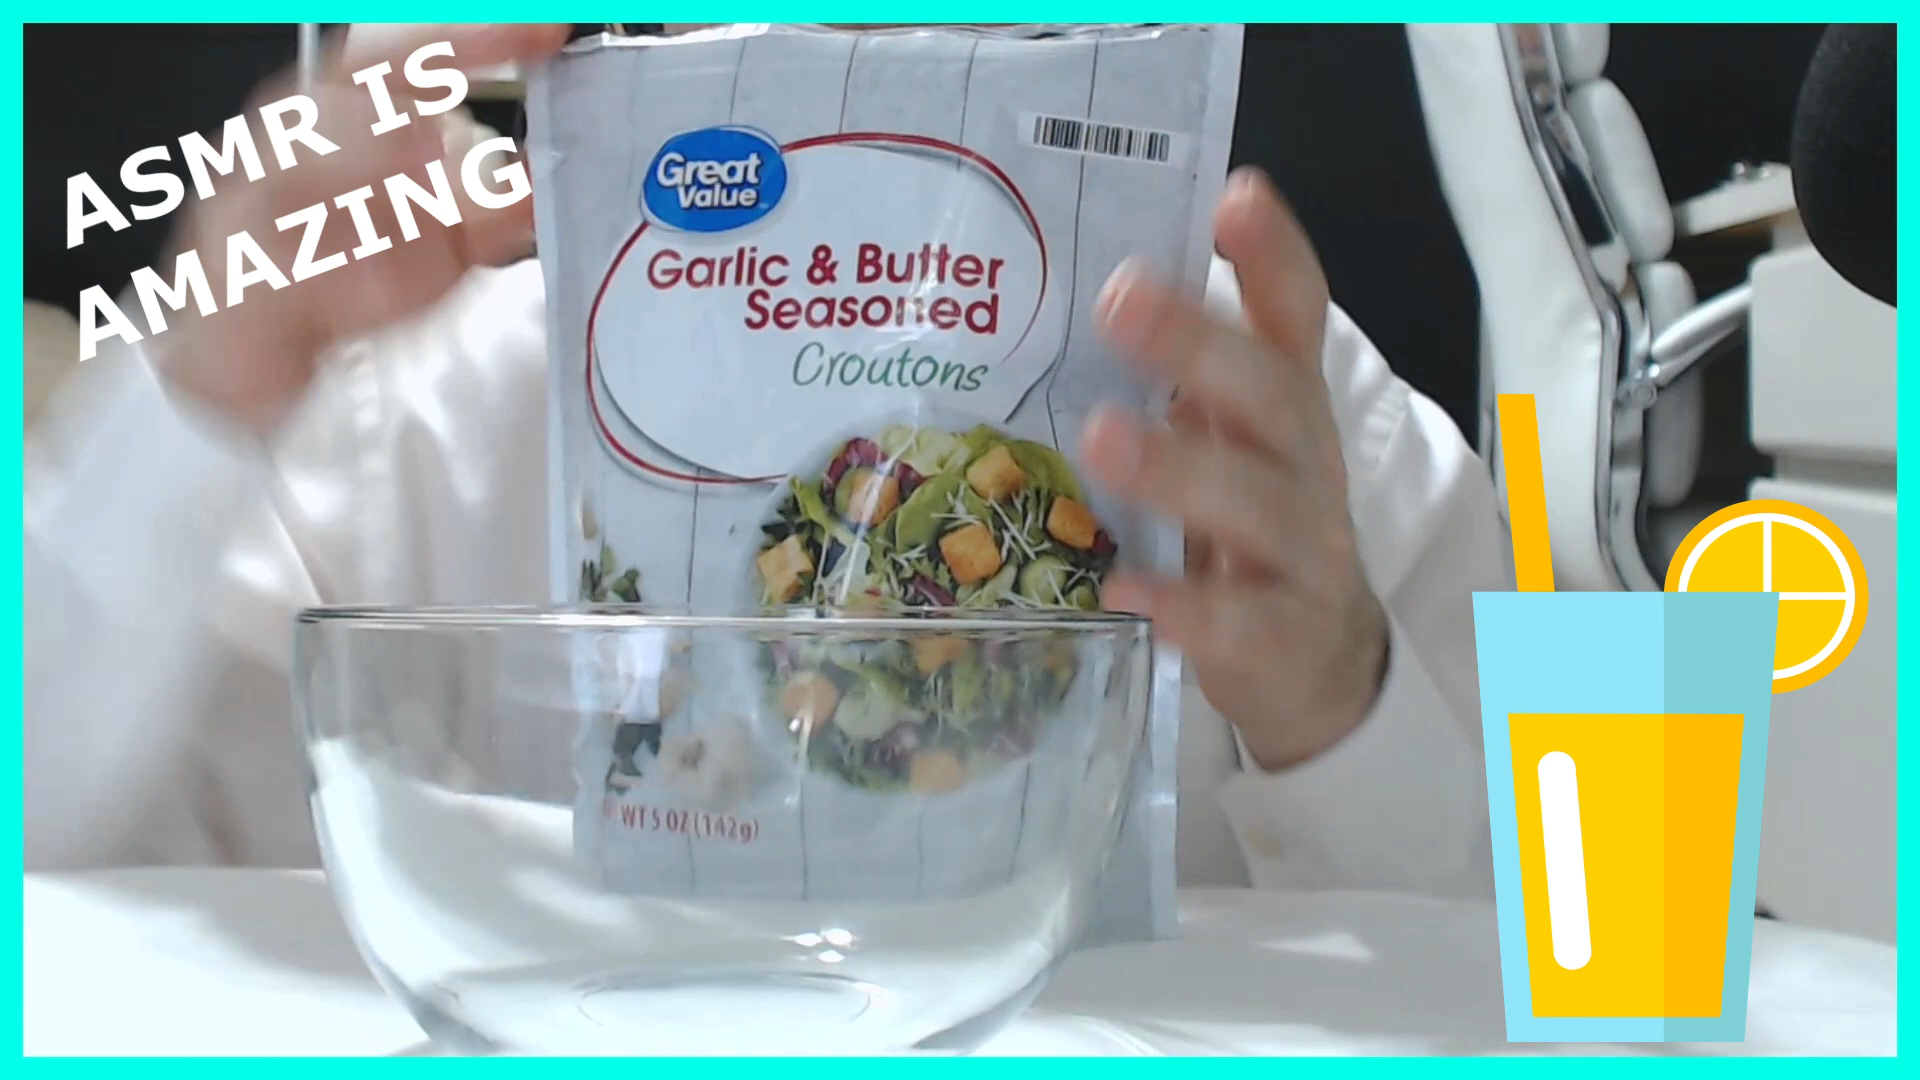 ASMR IS
AMAZING
Great
Value
Garlic & Butter
Seasoned
Croutons
WT 5 OZ (142g)